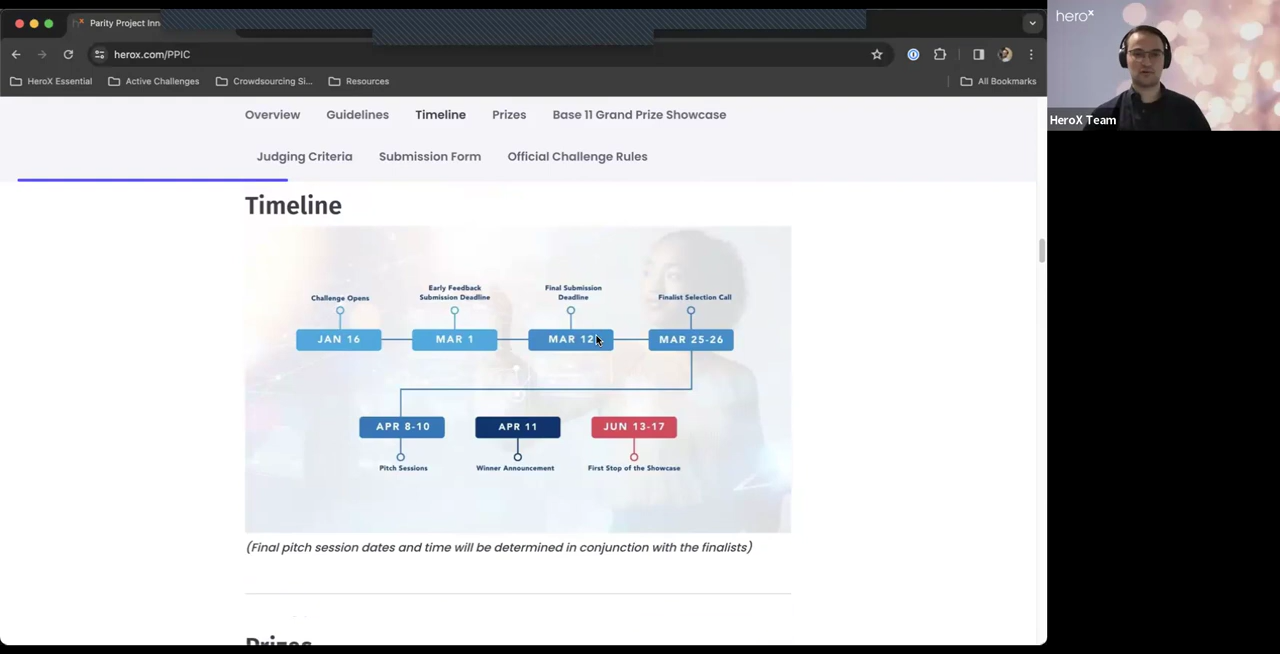 Parity Project Inn
herox.com/PPIC
HeroX Essential
Active Challenges
Crowdsourcing Si...
Resources
All Bookmarks
herox
HeroX Team
Overview
Guidelines
Timeline
Prizes
Base 11 Grand Prize Showcase
Judging Criteria
Submission Form
Official Challenge Rules
Timeline
Challenge Opens
Early Feedback
Submission Deadline
Final Submission
Deadline
Finalist Selection Call
JAN 16
MAR 1
MAR 12
MAR 25-26
APR 8-10
APR 11
JUN 13-17
Pitch Sessions
Winner Announcement
First Stop of the Showcase
(Final pitch session dates and time will be determined in conjunction with the finalists)
Prizes